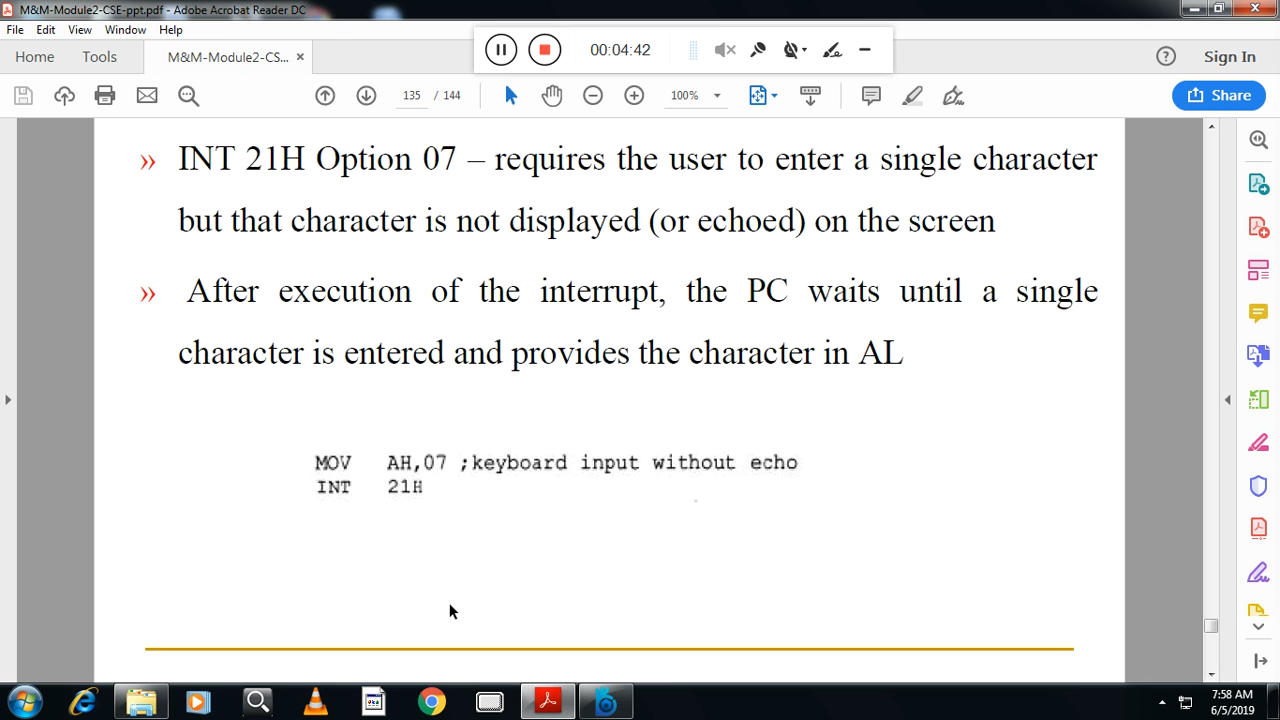 M&M-Module2-CSE-ppt.pdf - Adobe Acrobat Reader DC
File Edit View Window Help
Home Tools M&M-Module2-CS... ×
00:04:42
Sign In
135 / 144
100%
Share
» INT 21H Option 07 – requires the user to enter a single character
but that character is not displayed (or echoed) on the screen
» After execution of the interrupt, the PC waits until a single
character is entered and provides the character in AL
MOV AH,07 ;keyboard input without echo
INT 21H
7:58 AM
6/5/2019